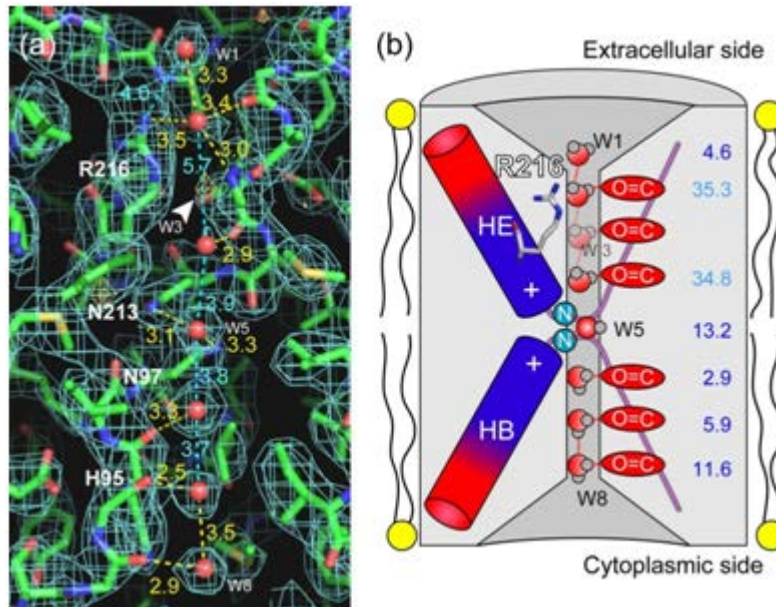 (a)
W1
3.3
4.0
3.4
3.5
3.0
R216
5.7
W3
2.9
N213
3.9
3.1
W5
3.3
N97
3.8
3.3
3.7
H95
2.5
3.5
2.9
W8
(b)
Extracellular side
W1
4.6
R216
O=C
35.3
HE
O=C
W3
O=C
34.8
+
N
W5
13.2
N
+
O=C
2.9
HB
O=C
5.9
O=C
11.6
W8
Cytoplasmic side